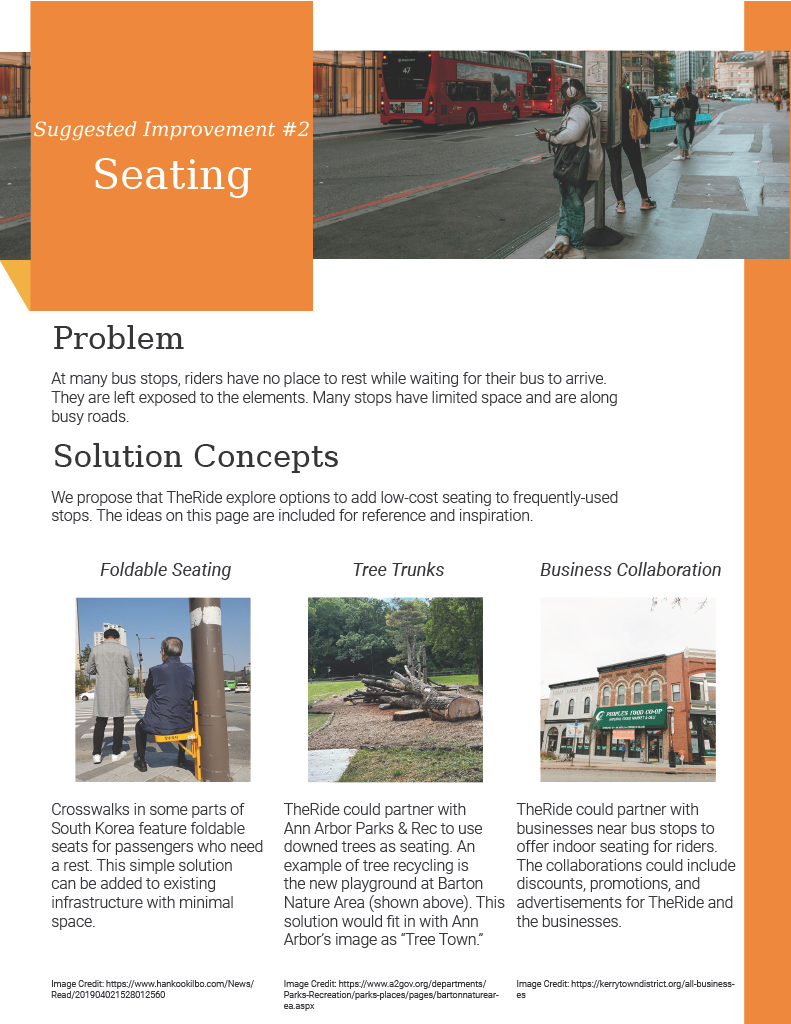 Suggested Improvement #2
Seating
47
Problem
At many bus stops, riders have no place to rest while waiting for their bus to arrive.
They are left exposed to the elements. Many stops have limited space and are along
busy roads.
Solution Concepts
We propose that TheRide explore options to add low-cost seating to frequently-used
stops. The ideas on this page are included for reference and inspiration.
Foldable Seating
Tree Trunks
Business Collaboration
PEOPLE'S FOOD CO-OP
Crosswalks in some parts of
South Korea feature foldable
seats for passengers who need
a rest. This simple solution
can be added to existing
infrastructure with minimal
space.
TheRide could partner with
Ann Arbor Parks & Rec to use
downed trees as seating. An
example of tree recycling is
the new playground at Barton
Nature Area (shown above). This
solution would fit in with Ann
Arbor's image as “Tree Town.”
TheRide could partner with
businesses near bus stops to
offer indoor seating for riders.
The collaborations could include
discounts, promotions, and
advertisements for TheRide and
the businesses.
Image Credit: https://www.hankookilbo.com/News/
Read/201904021528012560
Image Credit: https://www.a2gov.org/departments/
Parks-Recreation/parks-places/pages/bartonnaturear-
ea.aspx
Image Credit: https://kerrytowndistrict.org/all-business-
es